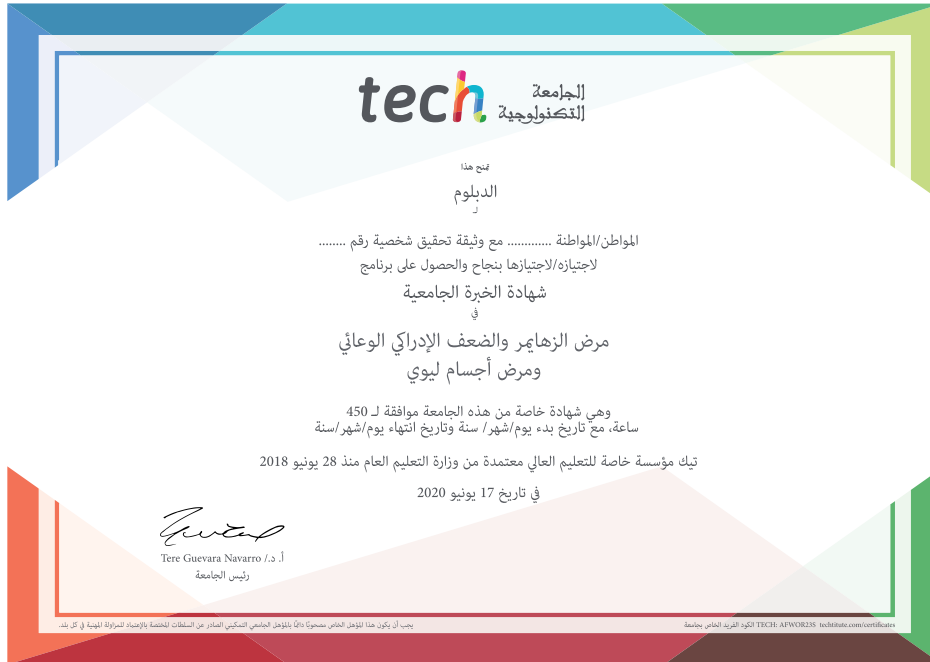 tech الجامعة
التكنولوجية
تمنح هذا
الدبلوم
لـ
المواطن/المواطنة ............. مع وثيقة تحقيق شخصية رقم ........
لاجتيازه/لاجتيازها بنجاح والحصول على برنامج
شهادة الخبرة الجامعية
في
مرض الزهايمر والضعف الإدراكي الوعائي
ومرض أجسام ليوي
وهي شهادة خاصة من هذه الجامعة موافقة لـ 450
ساعة، مع تاريخ بدء يوم/شهر/ سنة وتاريخ انتهاء يوم/شهر/سنة
تيك مؤسسة خاصة للتعليم العالي معتمدة من وزارة التعليم العام منذ 28 يونيو 2018
في تاريخ 17 يونيو 2020
أ. د./ Tere Guevara Navarro
رئيس الجامعة
يجب أن يكون هذا المؤهل الخاص مصحوبًا دائمًا بالمؤهل الجامعي التمكيني الصادر عن السلطات المختصة بالإعتماد للمزاولة المهنية في كل بلد.
الكود الفريد الخاص بجامعة TECH: AFWOR23S techtitute.com/certificates